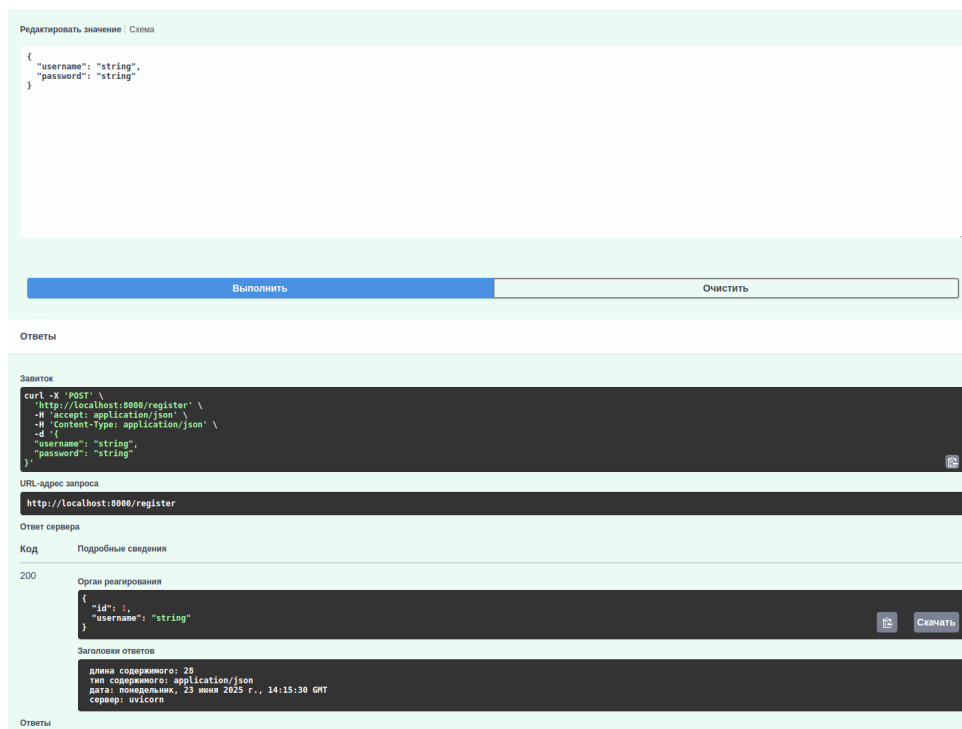 Редактировать значение | Схема
{
  "username": "string",
  "password": "string"
}
Выполнить
Очистить
Ответы
Завиток
curl -X 'POST' \
  'http://localhost:8000/register' \
  -H 'accept: application/json' \
  -H 'Content-Type: application/json' \
  -d '{
  "username": "string",
  "password": "string"
}'
URL-адрес запроса
http://localhost:8000/register
Ответ сервера
Код Подробные сведения
200
Орган реагирования
{
  "id": 1,
  "username": "string"
}
Скачать
Заголовки ответов
длина содержимого: 28
тип содержимого: application/json
дата: понедельник, 23 июня 2025 г., 14:15:30 GMT
сервер: uvicorn
Ответы